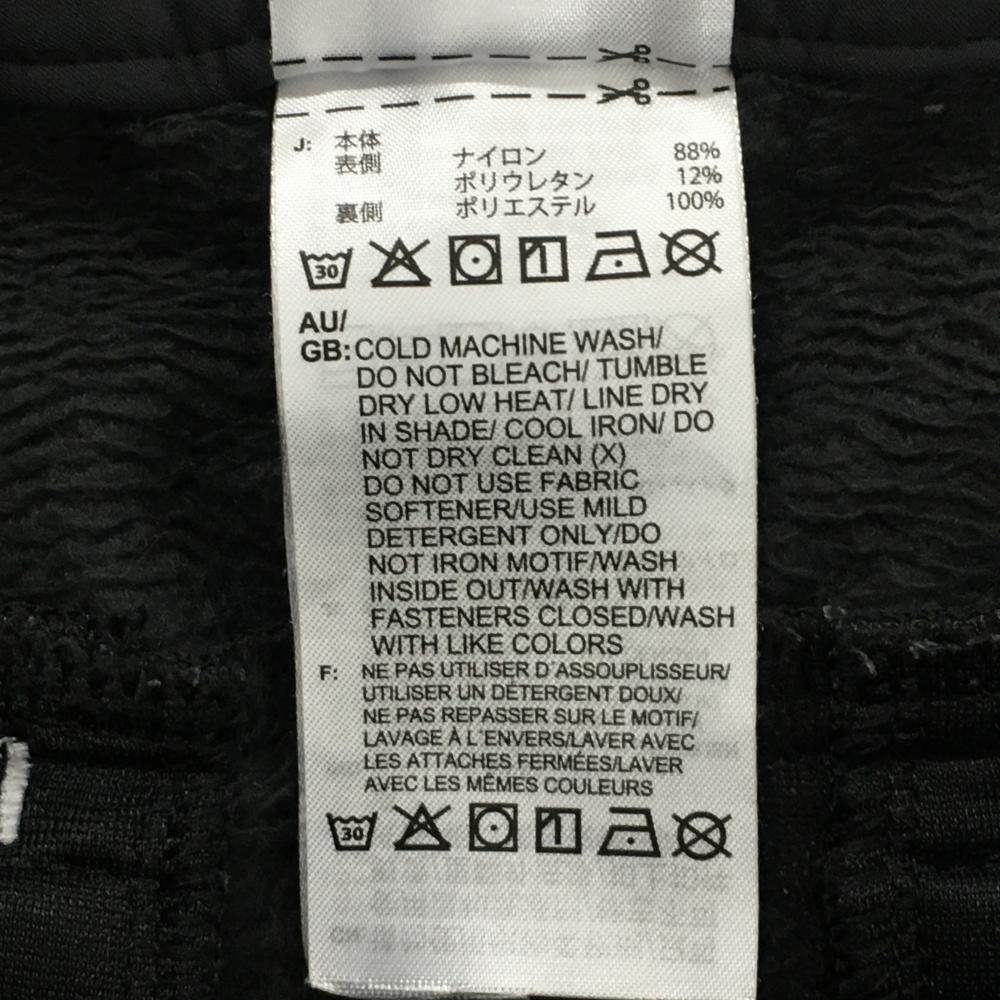 J: 本体
表側 ナイロン 88%
ポリウレタン 12%
裏側 ポリエステル 100%
30
AU/
GB: COLD MACHINE WASH/
DO NOT BLEACH/ TUMBLE
DRY LOW HEAT/ LINE DRY
IN SHADE/ COOL IRON/ DO
NOT DRY CLEAN (X)
DO NOT USE FABRIC
SOFTENER/USE MILD
DETERGENT ONLY/DO
NOT IRON MOTIF/WASH
INSIDE OUT/WASH WITH
FASTENERS CLOSED/WASH
WITH LIKE COLORS
F: NE PAS UTILISER D'ASSOUPLISSEUR/
UTILISER UN DÉTERGENT DOUX/
NE PAS REPASSER SUR LE MOTIF/
LAVAGE À L'ENVERS/LAVER AVEC
LES ATTACHES FERMÉES/LAVER
AVEC LES MÊMES COULEURS
30